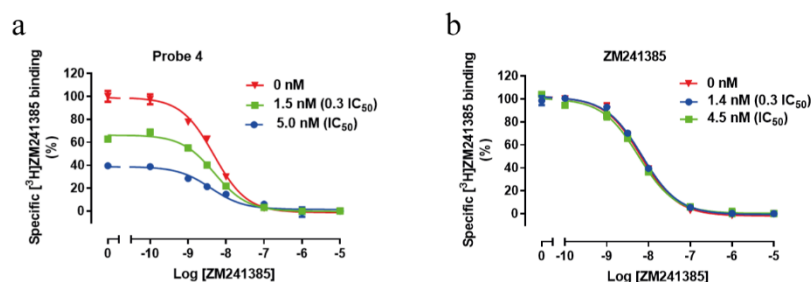 a
Probe 4
Specific [³H]ZM241385 binding
(%)
120
100
80
60
40
20
0
0 nM
1.5 nM (0.3 IC₅₀)
5.0 nM (IC₅₀)
0 -10 -9 -8 -7 -6 -5
Log [ZM241385]
b
ZM241385
Specific [³H]ZM241385 binding
(%)
120
100
80
60
40
20
0
0 nM
1.4 nM (0.3 IC₅₀)
4.5 nM (IC₅₀)
0 -10 -9 -8 -7 -6 -5
Log [ZM241385]